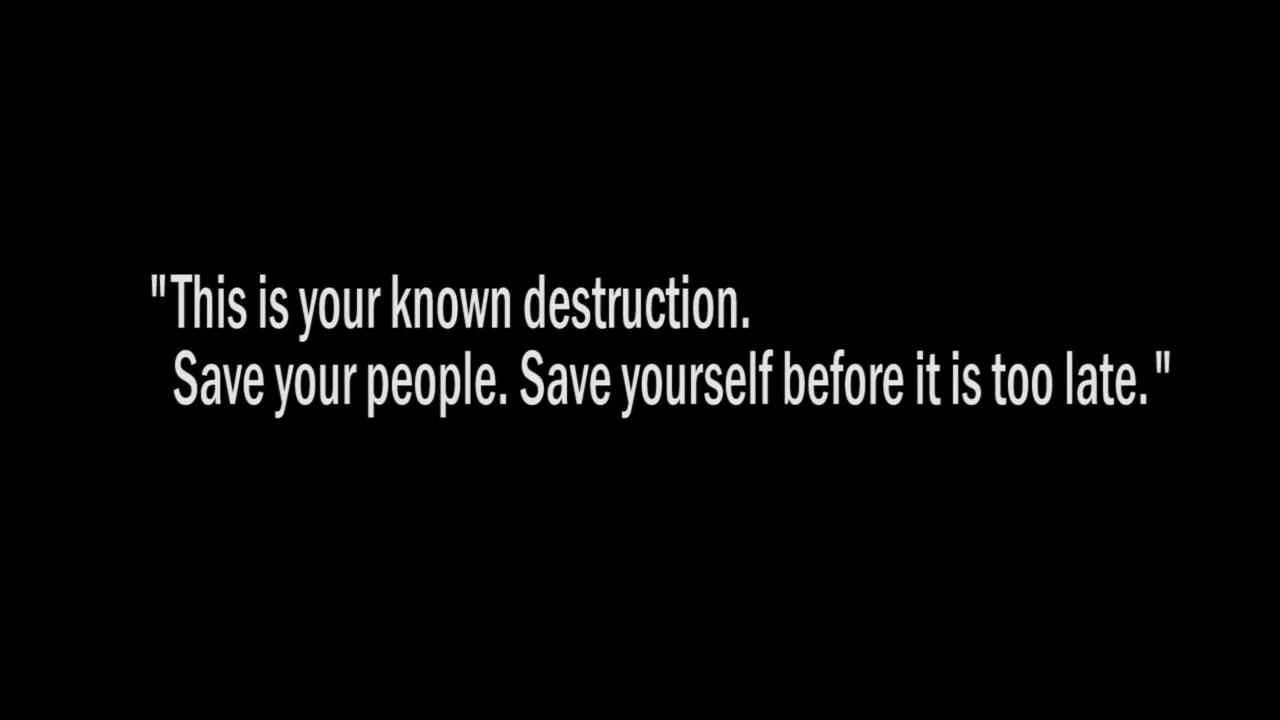 "This is your known destruction.
Save your people. Save yourself before it is too late."